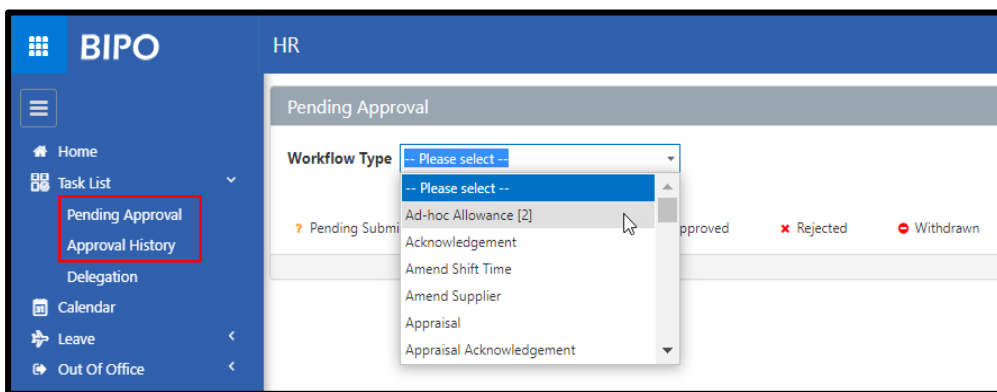 BIPO
HR
Pending Approval
Home
Workflow Type -- Please select --
Task List
-- Please select --
Pending Approval
Ad-hoc Allowance [2]
? Pending Submi
pproved
Rejected
Withdrawn
Approval History
Acknowledgement
Amend Shift Time
Delegation
Amend Supplier
Calendar
Appraisal
Leave
Appraisal Acknowledgement
Out Of Office